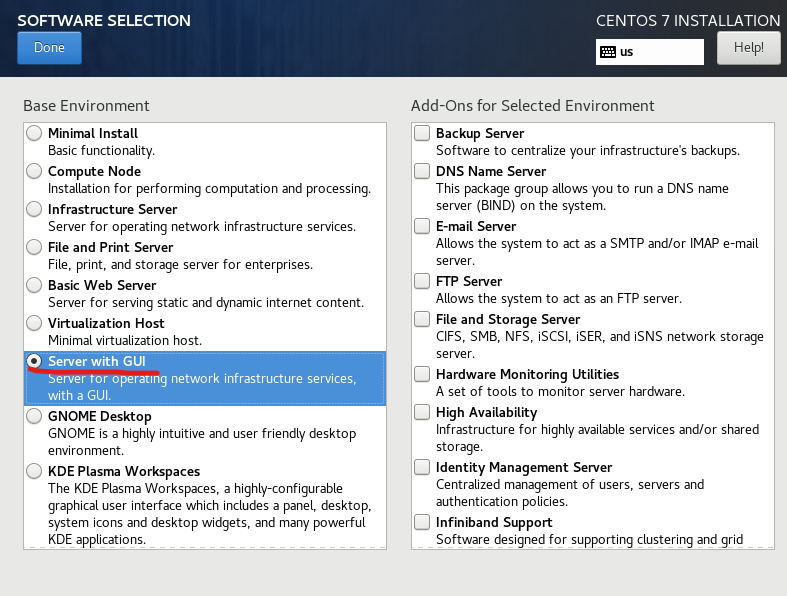 SOFTWARE SELECTION
CENTOS 7 INSTALLATION
Done
us
Help!
Base Environment
Minimal Install
Basic functionality.
Compute Node
Installation for performing computation and processing.
Infrastructure Server
Server for operating network infrastructure services.
File and Print Server
File, print, and storage server for enterprises.
Basic Web Server
Server for serving static and dynamic internet content.
Virtualization Host
Minimal virtualization host.
Server with GUI
Server for operating network infrastructure services,
with a GUI.
GNOME Desktop
GNOME is a highly intuitive and user friendly desktop
environment.
KDE Plasma Workspaces
The KDE Plasma Workspaces, a highly-configurable
graphical user interface which includes a panel, desktop,
system icons and desktop widgets, and many powerful
KDE applications.
Add-Ons for Selected Environment
Backup Server
Software to centralize your infrastructure's backups.
DNS Name Server
This package group allows you to run a DNS name
server (BIND) on the system.
E-mail Server
Allows the system to act as a SMTP and/or IMAP e-mail
server.
FTP Server
Allows the system to act as an FTP server.
File and Storage Server
CIFS, SMB, NFS, iSCSI, iSER, and iSNS network storage
server.
Hardware Monitoring Utilities
A set of tools to monitor server hardware.
High Availability
Infrastructure for highly available services and/or shared
storage.
Identity Management Server
Centralized management of users, servers and
authentication policies.
Infiniband Support
Software designed for supporting clustering and grid